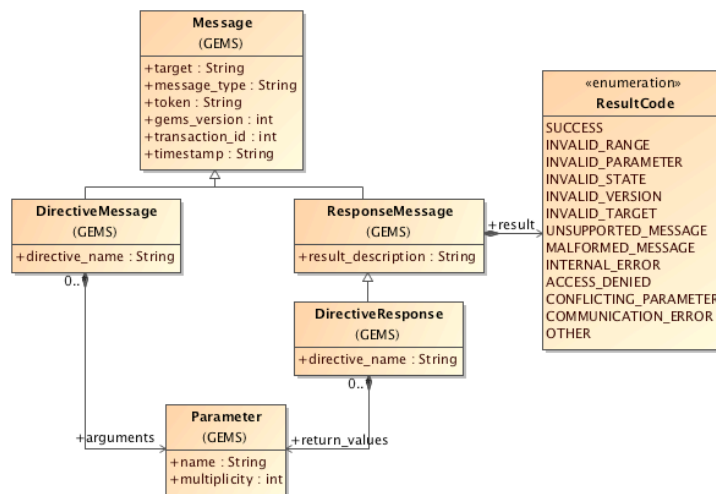 Message
(GEMS)
+target : String
+message_type : String
+token : String
+gems_version : int
+transaction_id : int
+timestamp : String
«enumeration»
ResultCode
SUCCESS
INVALID_RANGE
INVALID_PARAMETER
INVALID_STATE
INVALID_VERSION
INVALID_TARGET
UNSUPPORTED_MESSAGE
MALFORMED_MESSAGE
INTERNAL_ERROR
ACCESS_DENIED
CONFLICTING_PARAMETER
COMMUNICATION_ERROR
OTHER
DirectiveMessage
(GEMS)
+directive_name : String
ResponseMessage
(GEMS)
+result_description : String
+result
0..
DirectiveResponse
(GEMS)
+directive_name : String
0..
+arguments
+return_values
Parameter
(GEMS)
+name : String
+multiplicity : int